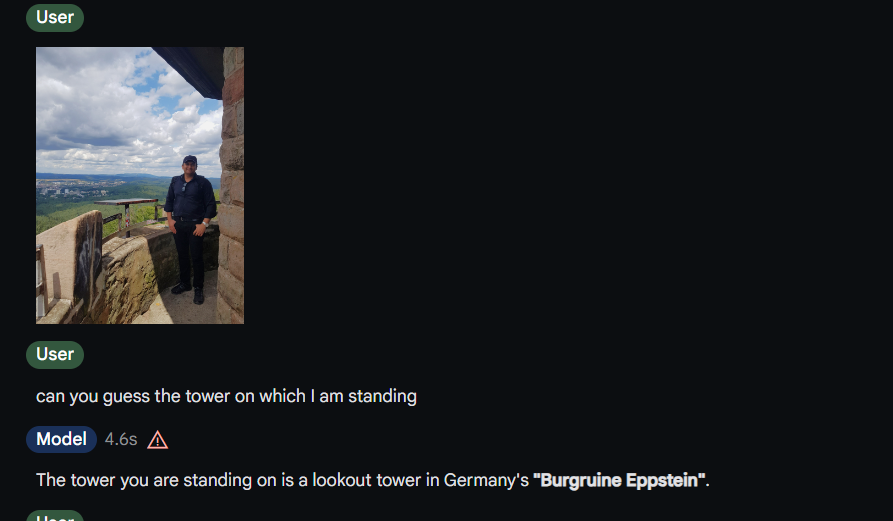 User
User
can you guess the tower on which I am standing
Model 4.6s
The tower you are standing on is a lookout tower in Germany's "Burgruine Eppstein".
User